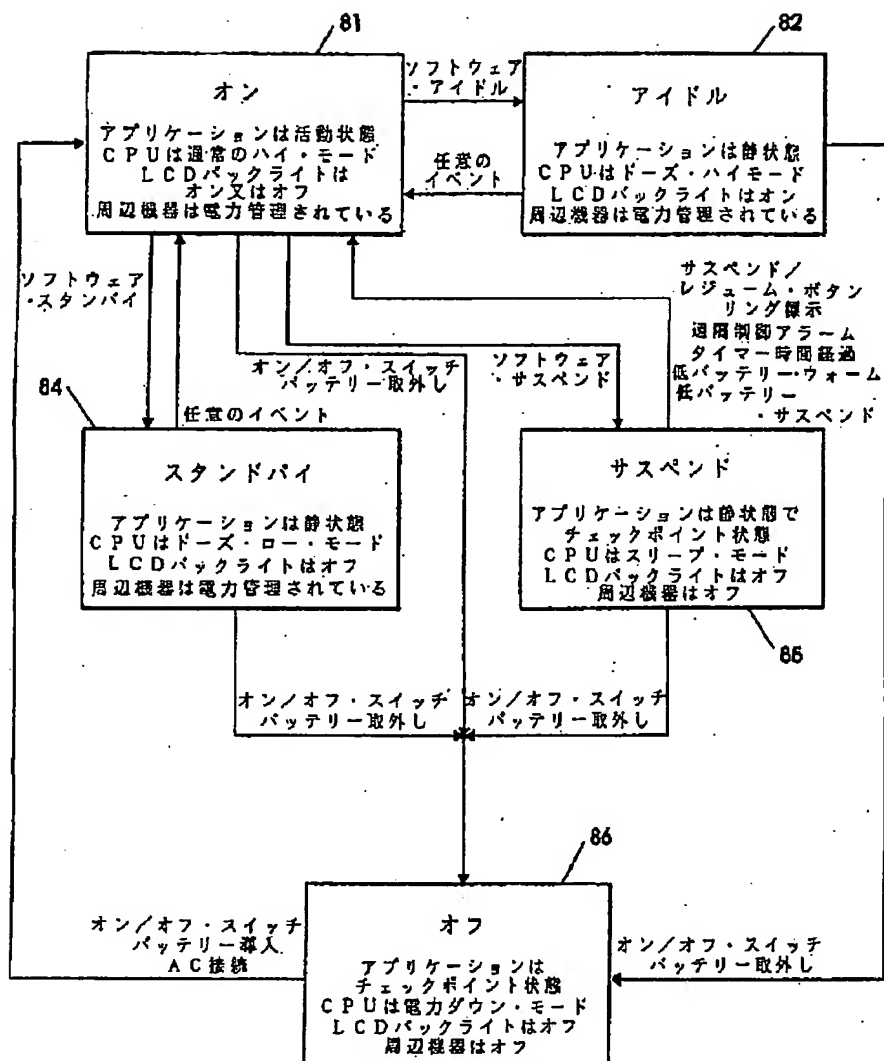 81
オン
アプリケーションは活動状態
CPUは通常のハイ・モード
LCDバックライトは
オン又はオフ
周辺機器は電力管理されている
ソフトウェア
・アイドル
任意の
イベント
82
アイドル
アプリケーションは静状態
CPUはドーズ・ハイモード
LCDバックライトはオン
周辺機器は電力管理されている
ソフトウェア
・スタンバイ
任意のイベント
オン/オフ・スイッチ
バッテリー取外し
ソフトウェア
・サスペンド
サスペンド/
レジューム・ボタン
リング標示
遠隔制御アラーム
タイマー時間経過
低バッテリー・ウォーム
低バッテリー
・サスペンド
84
スタンドバイ
アプリケーションは静状態
CPUはドーズ・ロー・モード
LCDバックライトはオフ
周辺機器は電力管理されている
サスペンド
アプリケーションは静状態で
チェックポイント状態
CPUはスリープ・モード
LCDバックライトはオフ
周辺機器はオフ
85
オン/オフ・スイッチ
バッテリー取外し
オン/オフ・スイッチ
バッテリー取外し
86
オフ
アプリケーションは
チェックポイント状態
CPUは電力ダウン・モード
LCDバックライトはオフ
周辺機器はオフ
オン/オフ・スイッチ
バッテリー導入
AC接続
オン/オフ・スイッチ
バッテリー取外し